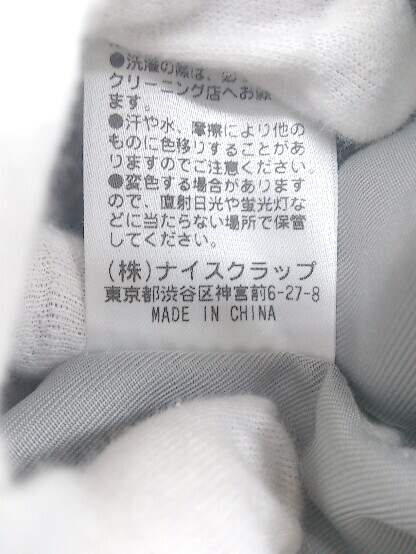 ●洗濯の際は、必ず
クリーニング店へお願
ます。
●汗や水、摩擦により他の
ものに色移りすることがあ
りますのでご注意ください。
●変色する場合があります
ので、直射日光や蛍光灯な
どに当たらない場所で保管
してください。
(株)ナイスクラップ
東京都渋谷区神宮前6-27-8
MADE IN CHINA